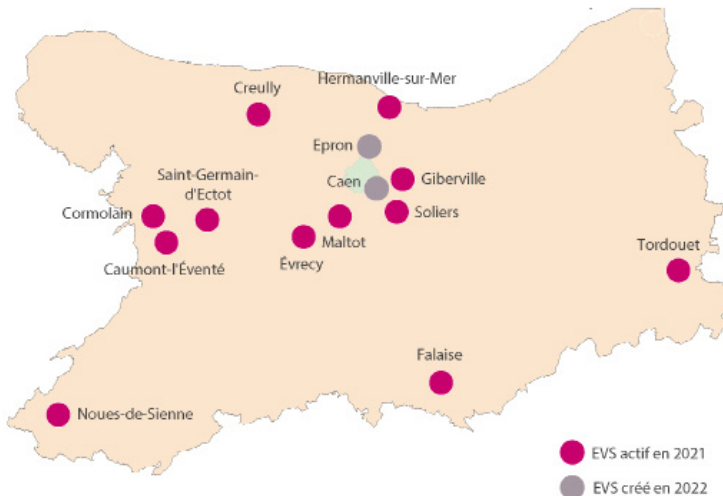 Hermanville-sur-Mer
Creully
Epron
Saint-Germain-
d'Ectot
Caen
Giberville
Cormolain
Soliers
Maltot
Évrecy
Caumont-l'Éventé
Tordouet
Falaise
Noues-de-Sienne
EVS actif en 2021
EVS créé en 2022